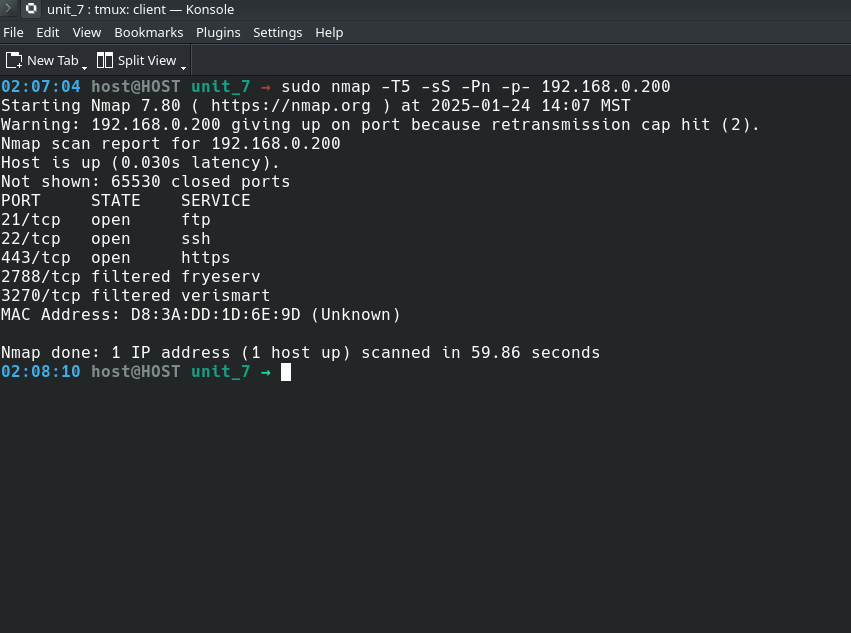 unit_7 : tmux: client — Konsole
File Edit View Bookmarks Plugins Settings Help
New Tab Split View
02:07:04 host@HOST unit_7 → sudo nmap -T5 -sS -Pn -p- 192.168.0.200
Starting Nmap 7.80 ( https://nmap.org ) at 2025-01-24 14:07 MST
Warning: 192.168.0.200 giving up on port because retransmission cap hit (2).
Nmap scan report for 192.168.0.200
Host is up (0.030s latency).
Not shown: 65530 closed ports
PORT     STATE    SERVICE
21/tcp   open     ftp
22/tcp   open     ssh
443/tcp  open     https
2788/tcp filtered fryeserv
3270/tcp filtered verismart
MAC Address: D8:3A:DD:1D:6E:9D (Unknown)
Nmap done: 1 IP address (1 host up) scanned in 59.86 seconds
02:08:10 host@HOST unit_7 →